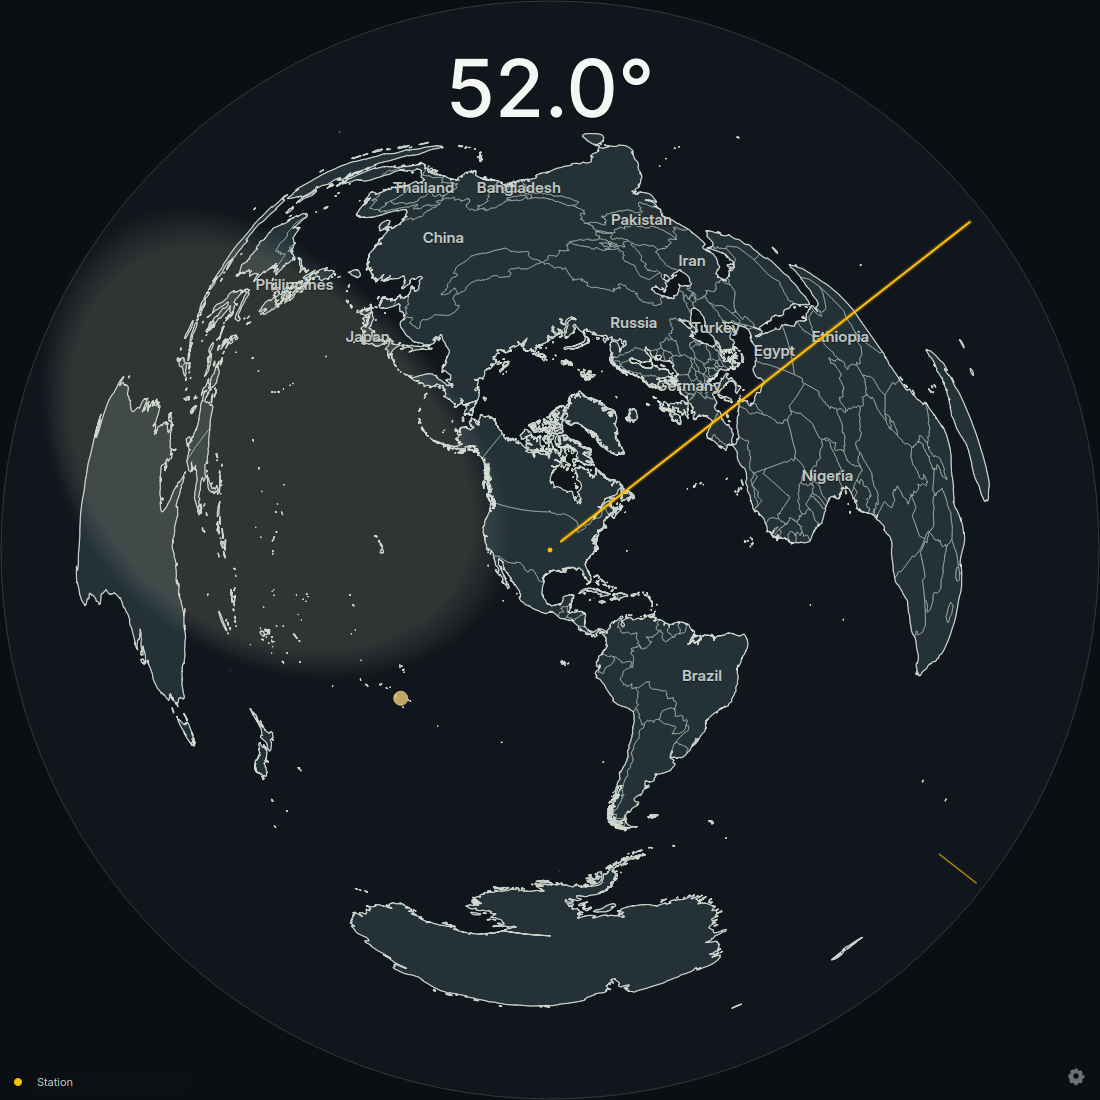 52.0°
Thailand
Bangladesh
Pakistan
China
Iran
Philippines
Russia
Turkey
Japan
Ethiopia
Egypt
Germany
Nigeria
Brazil
Station